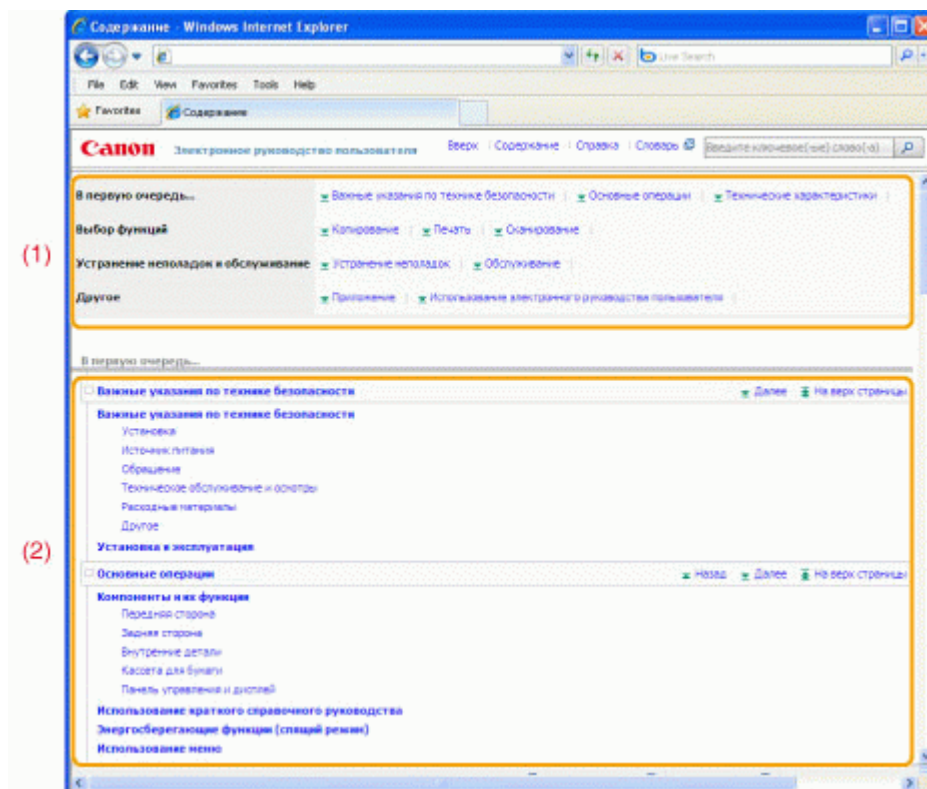 Содержание - Windows Internet Explorer
Live Search
File Edit View Favorites Tools Help
Favorites Содержание
Canon Электронное руководство пользователя Вверх Содержание Справка Словарь Введите ключевое(-ые) слово(-а)
(1)
В первую очередь... Важные указания по технике безопасности Основные операции Технические характеристики
Выбор функций Копирование Печать Сканирование
Устранение неполадок и обслуживание Устранение неполадок Обслуживание
Другое Приложение Использование электронного руководства пользователя
В первую очередь...
(2)
Важные указания по технике безопасности Далее На верх страницы
Важные указания по технике безопасности
Установка
Источник питания
Обращение
Техническое обслуживание и осмотры
Расходные материалы
Другое
Установка и эксплуатация
Основные операции Назад Далее На верх страницы
Компоненты и их функции
Передняя сторона
Задняя сторона
Внутренние детали
Кассета для бумаги
Панель управления и дисплей
Использование краткого справочного руководства
Энергосберегающие функции (спящий режим)
Использование меню